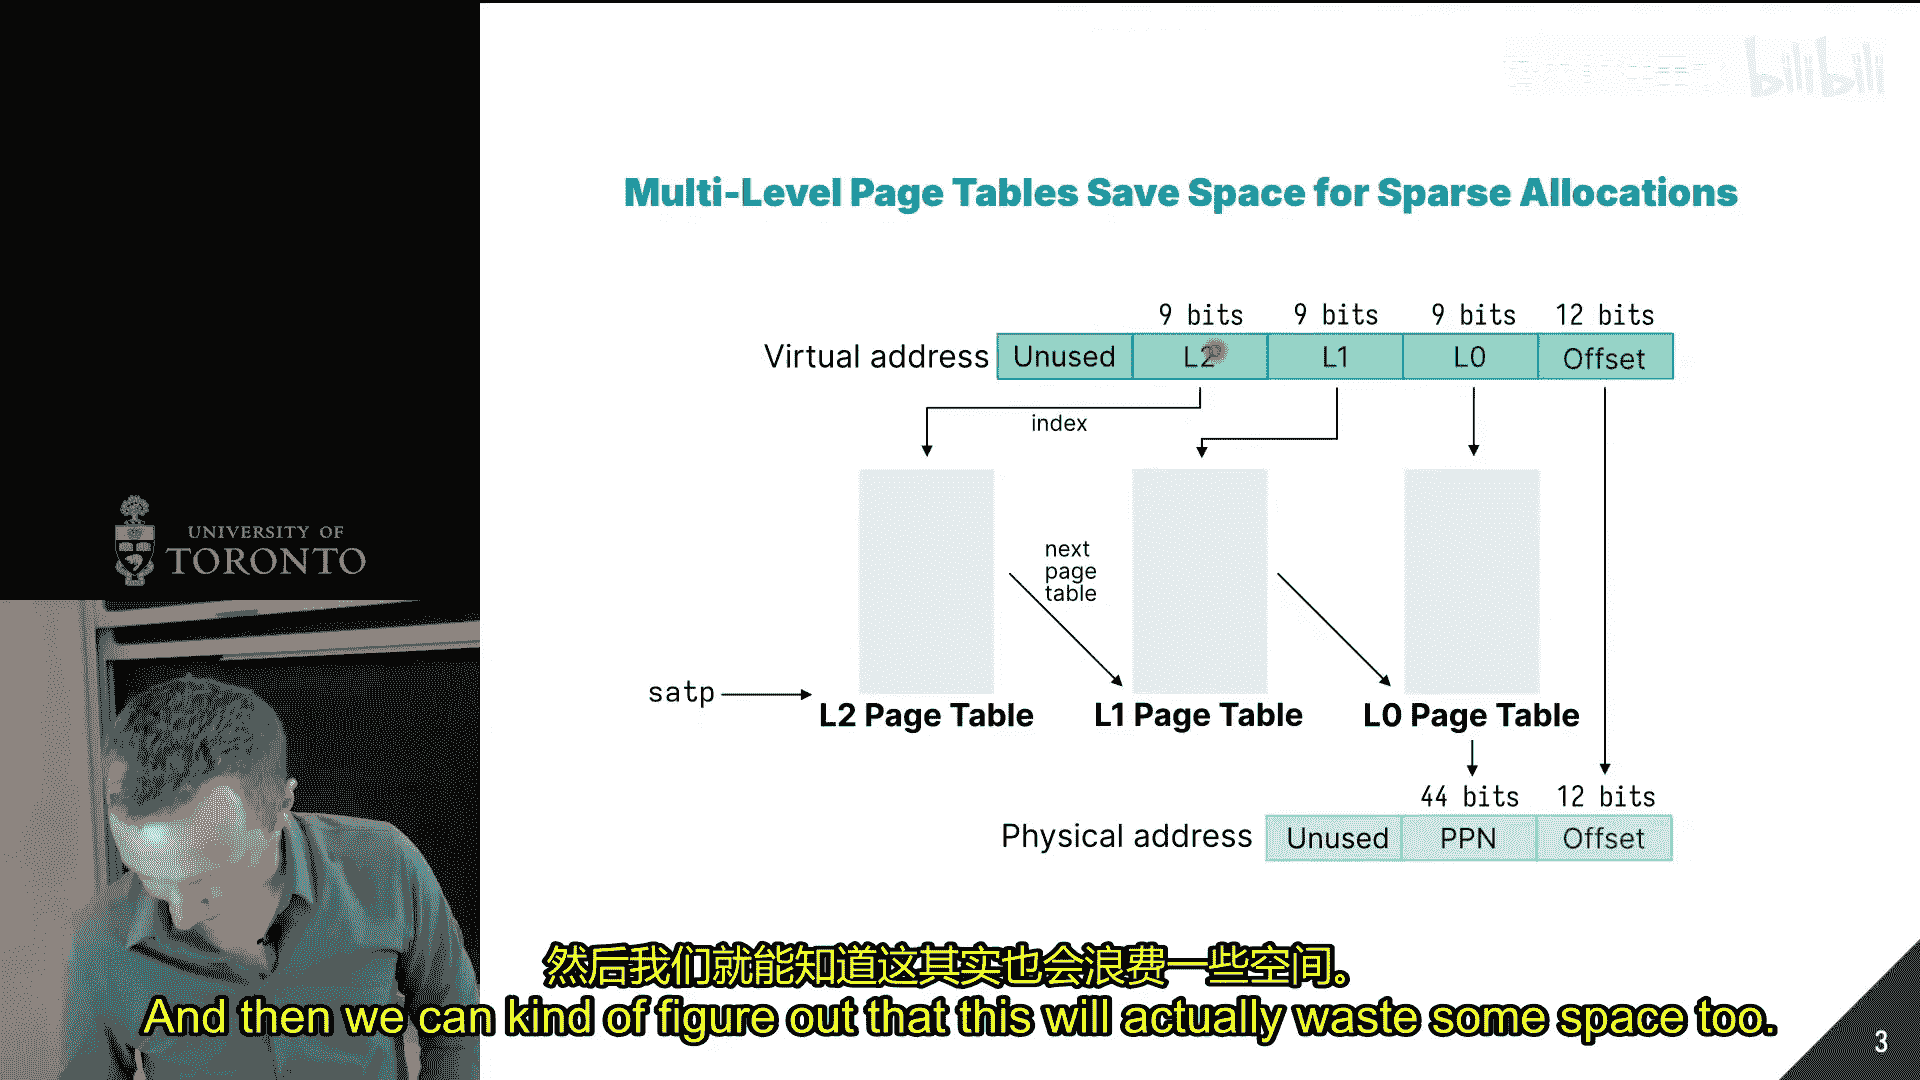 bilibili
Multi-Level Page Tables Save Space for Sparse Allocations
9 bits 9 bits 9 bits 12 bits
Virtual address Unused L2 L1 L0 Offset
index
next
page
table
satp
L2 Page Table L1 Page Table L0 Page Table
44 bits 12 bits
Physical address Unused PPN Offset
UNIVERSITY OF
TORONTO
然后我们就能知道这其实也会浪费一些空间。
And then we can kind of figure out that this will actually waste some space too.
3